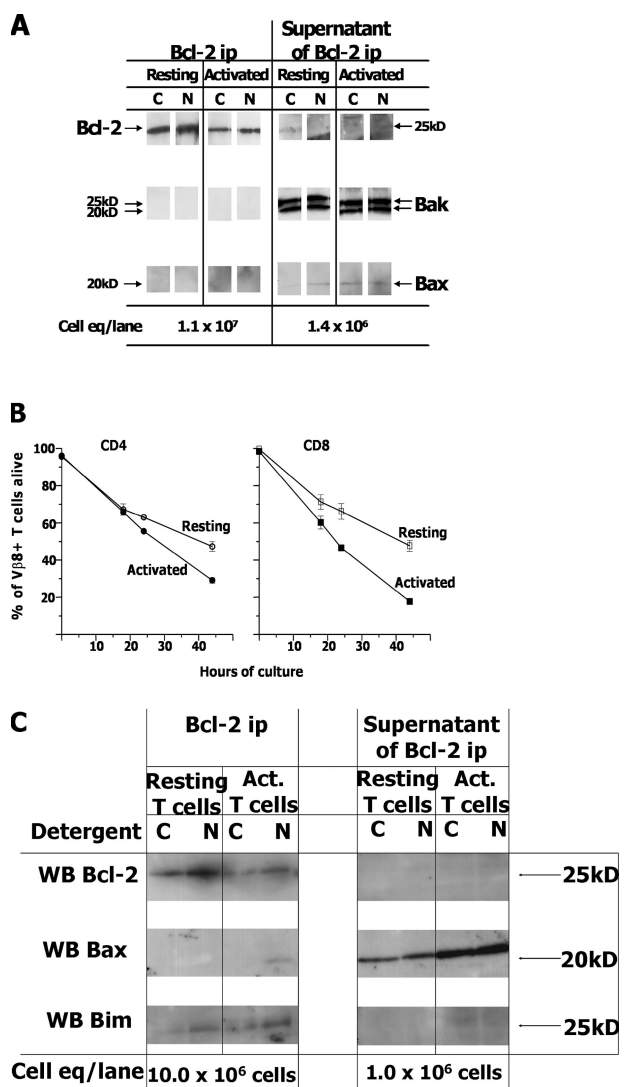 A
Bcl-2 ip
Supernatant
of Bcl-2 ip
Resting Activated Resting Activated
C N C N C N C N
Bcl-2 25kD
25kD
20kD
Bak
20kD Bax
Cell eq/lane 1.1 x 10⁷ 1.4 x 10⁶
B
CD4 CD8
% of Vβ8+ T cells alive
100
80
60
40
20
Resting
Activated
Resting
Activated
10 20 30 40 10 20 30 40
Hours of culture
C
Bcl-2 ip
Supernatant
of Bcl-2 ip
Resting Act. Resting Act.
T cells T cells T cells T cells
Detergent C N C N C N C N
WB Bcl-2 25kD
WB Bax 20kD
WB Bim 25kD
Cell eq/lane 10.0 x 10⁶ cells 1.0 x 10⁶ cells